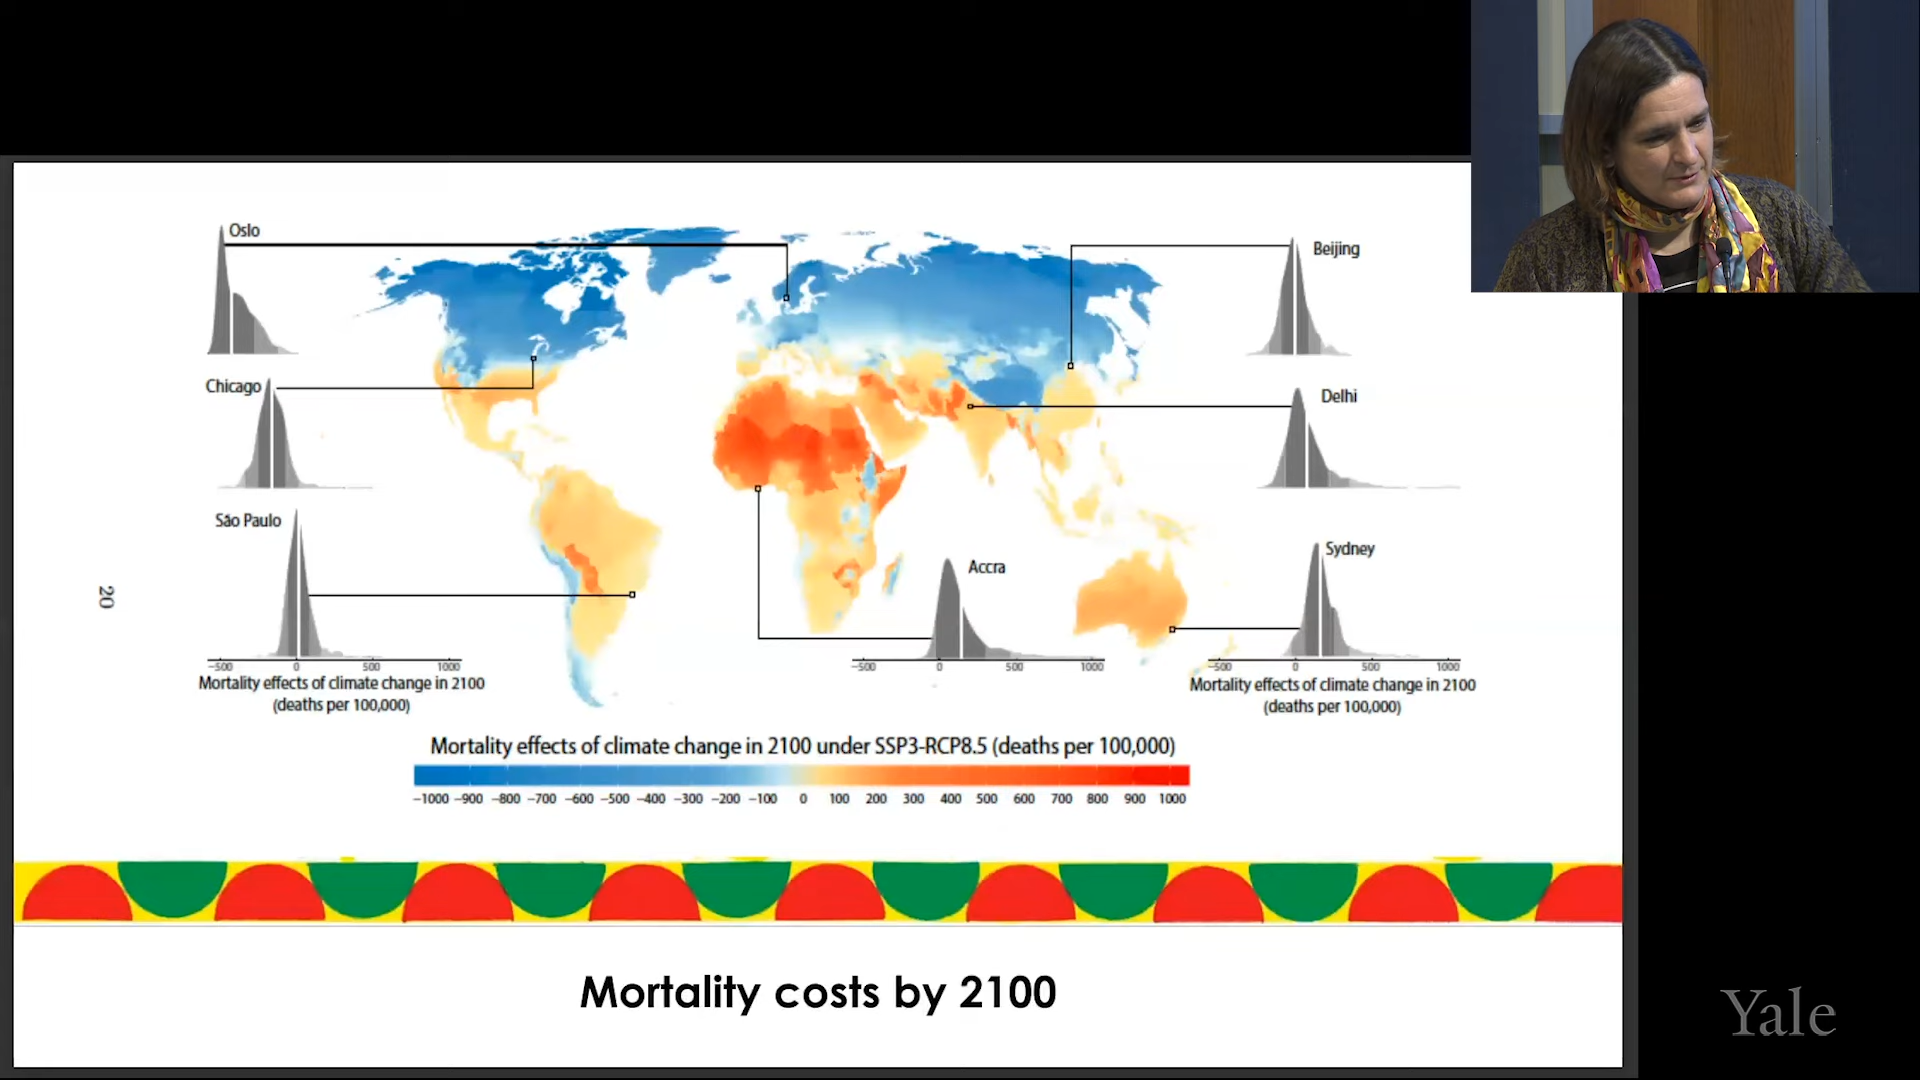 Oslo
Beijing
Chicago
Delhi
São Paulo
Sydney
Accra
20
−500 0 500 1000
−500 0 500 1000
−500 0 500 1000
Mortality effects of climate change in 2100
(deaths per 100,000)
Mortality effects of climate change in 2100
(deaths per 100,000)
Mortality effects of climate change in 2100 under SSP3-RCP8.5 (deaths per 100,000)
−1000 −900 −800 −700 −600 −500 −400 −300 −200 −100 0 100 200 300 400 500 600 700 800 900 1000
Mortality costs by 2100
Yale